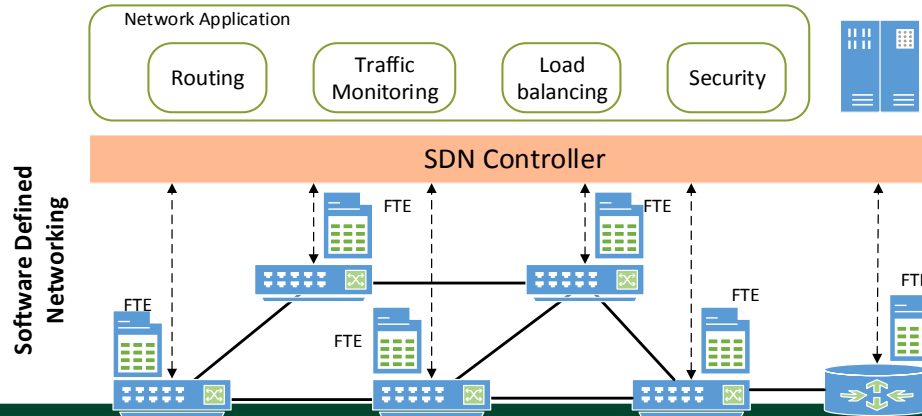 Network Application
Routing
Traffic
Monitoring
Load
balancing
Security
SDN Controller
Software Defined
Networking
FTE
FTE
FTE
FTE
FTE
FTE